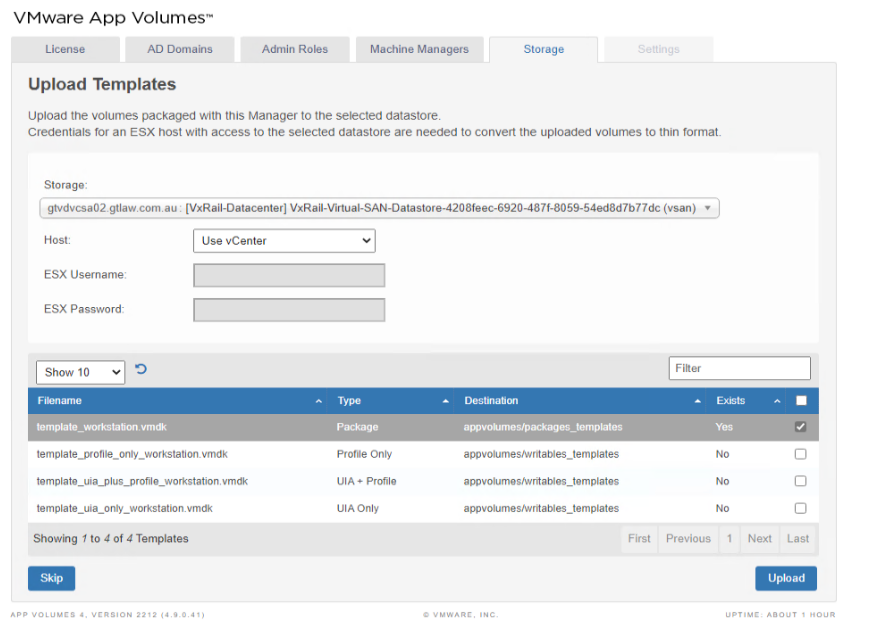 VMware App Volumes™
License AD Domains Admin Roles Machine Managers Storage Settings
Upload Templates
Upload the volumes packaged with this Manager to the selected datastore.
Credentials for an ESX host with access to the selected datastore are needed to convert the uploaded volumes to thin format.
Storage:
gtvdvcsa02.gtlaw.com.au: [VxRail-Datacenter] VxRail-Virtual-SAN-Datastore-4208feec-6920-487f-8059-54ed8d7b77dc (vsan)
Host: Use vCenter
ESX Username:
ESX Password:
Show 10 Filter
Filename Type Destination Exists
template_workstation.vmdk Package appvolumes/packages_templates Yes
template_profile_only_workstation.vmdk Profile Only appvolumes/writables_templates No
template_uia_plus_profile_workstation.vmdk UIA + Profile appvolumes/writables_templates No
template_uia_only_workstation.vmdk UIA Only appvolumes/writables_templates No
Showing 1 to 4 of 4 Templates First Previous 1 Next Last
Skip Upload
APP VOLUMES 4, VERSION 2212 (4.9.0.41) © VMWARE, INC. UPTIME: ABOUT 1 HOUR